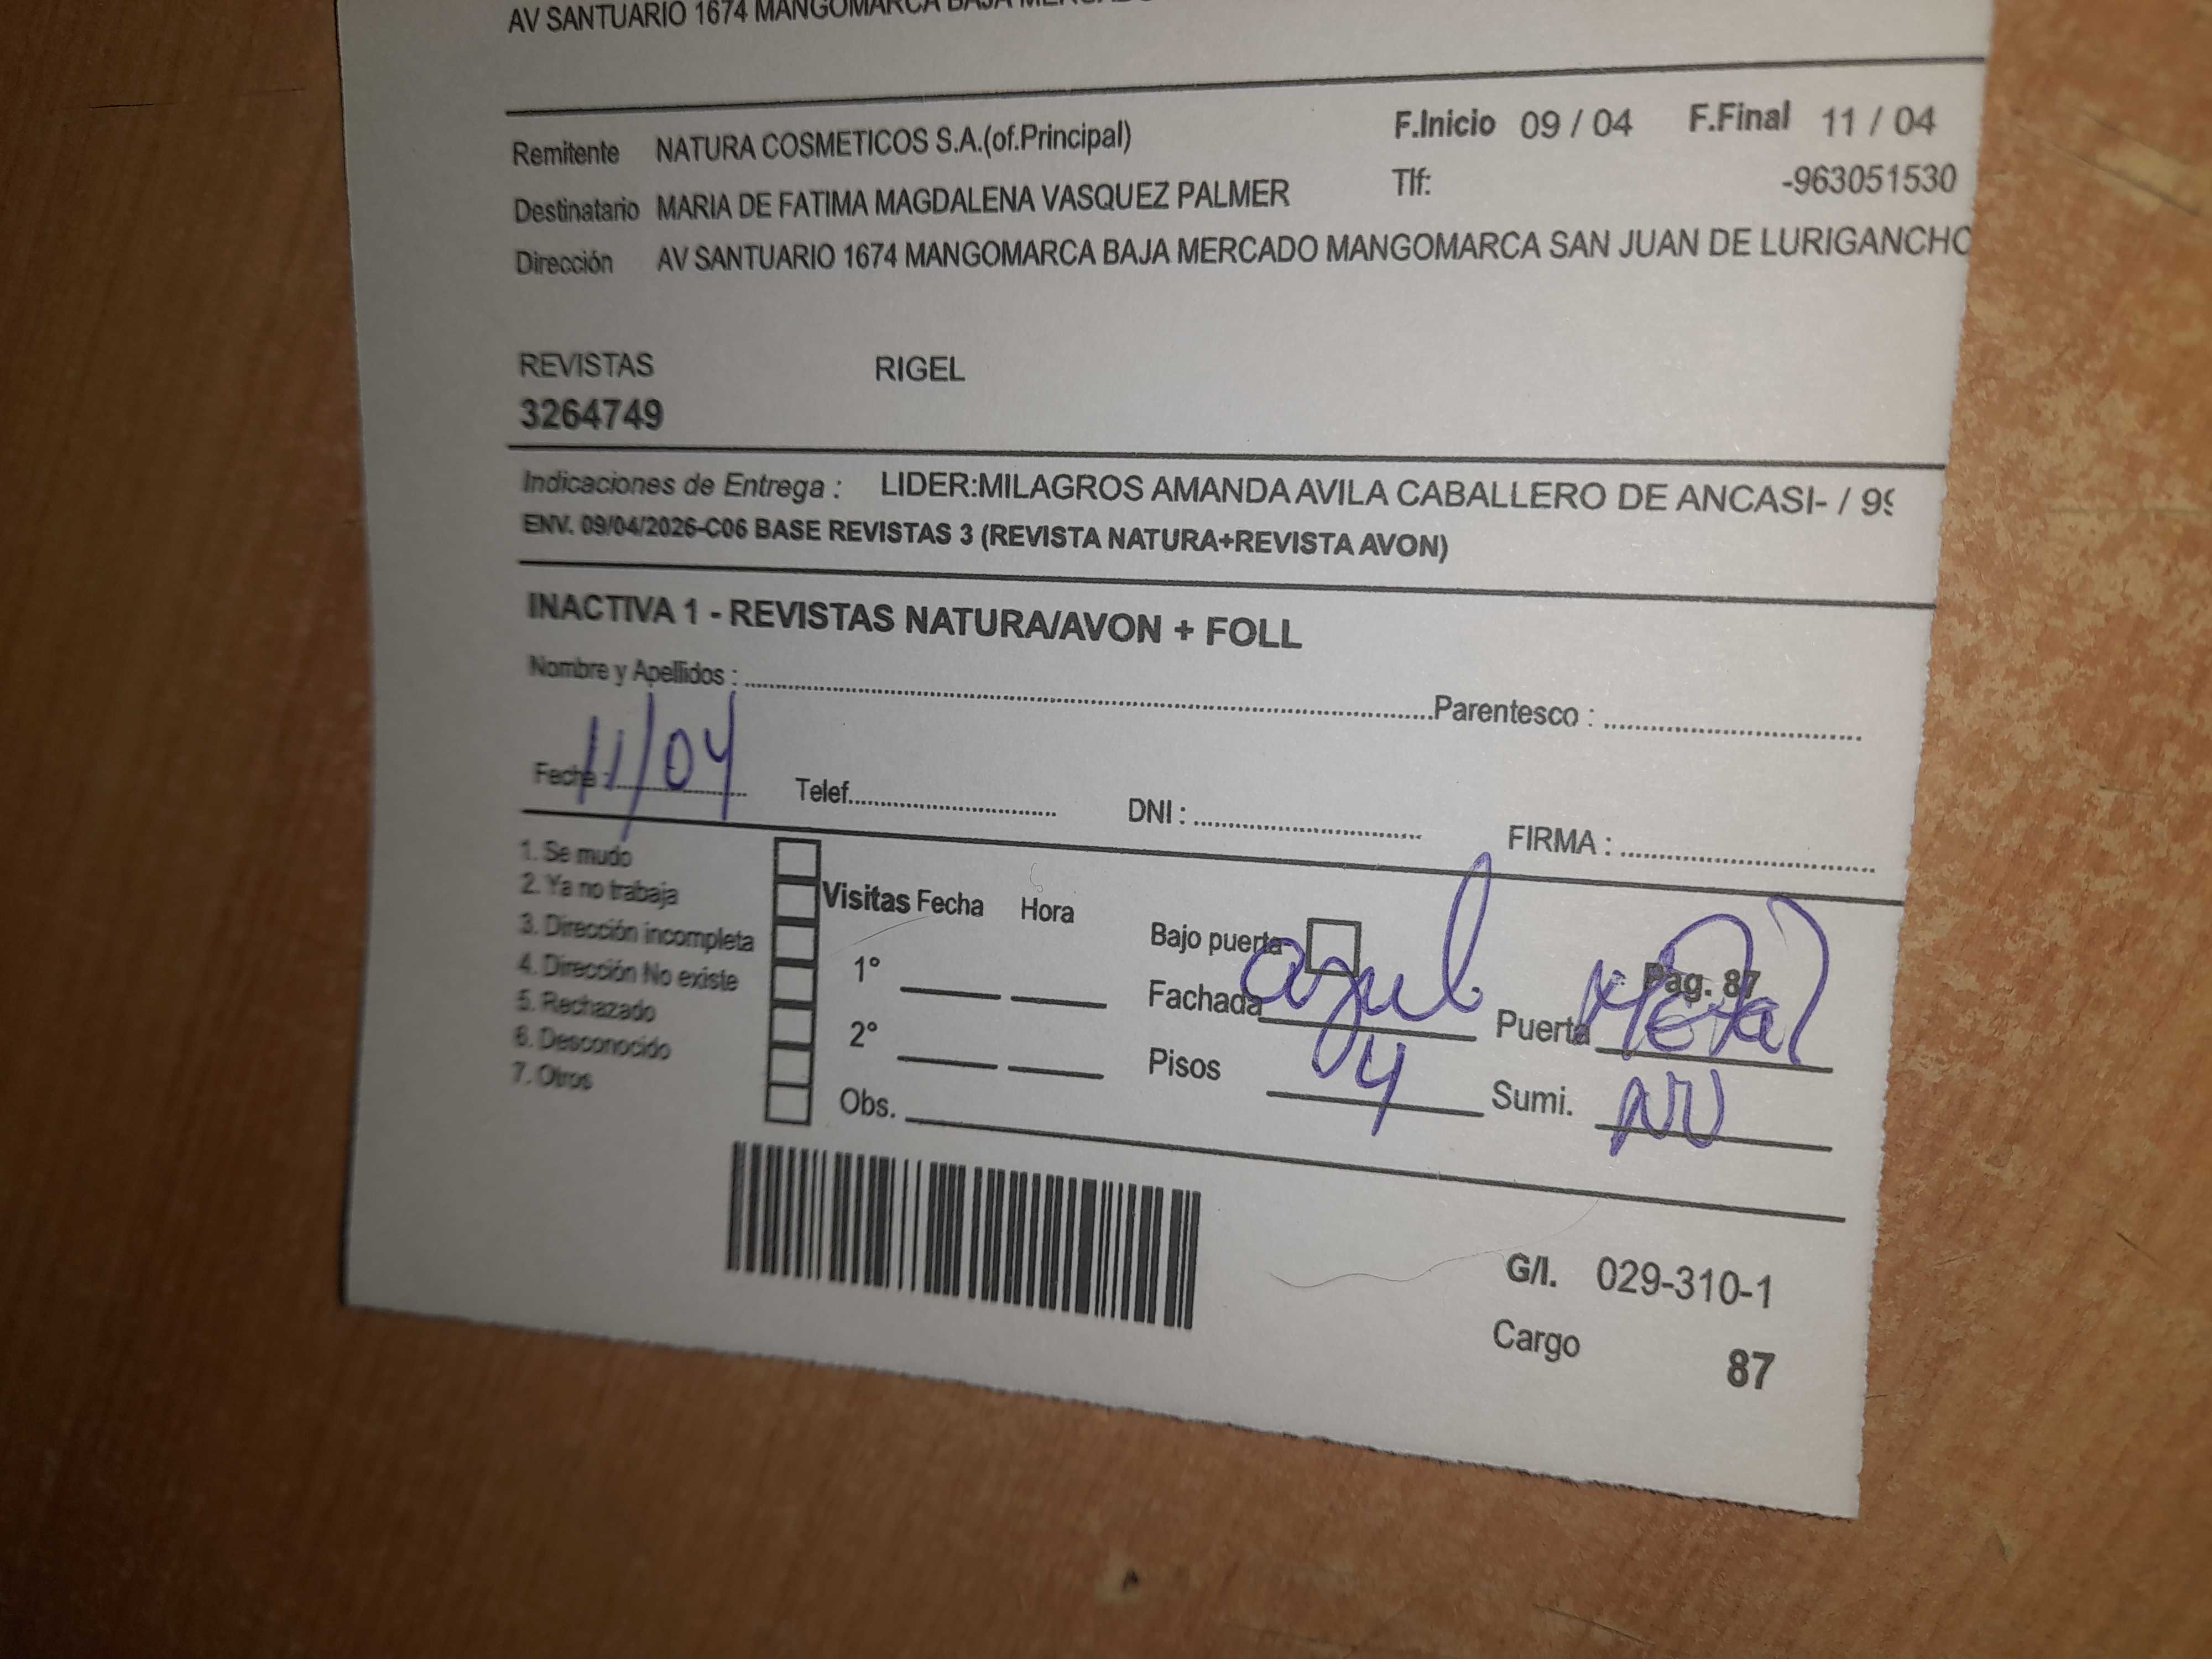 AV SANTUARIO 1674 MANGOMARCA BAJA
Remitente NATURA COSMETICOS S.A.(of.Principal) F.Inicio 09 / 04 F.Final 11 / 04
Destinatario MARIA DE FATIMA MAGDALENA VASQUEZ PALMER Tlf: -963051530
Dirección AV SANTUARIO 1674 MANGOMARCA BAJA MERCADO MANGOMARCA SAN JUAN DE LURIGANCHO
REVISTAS RIGEL
3264749
Indicaciones de Entrega : LIDER:MILAGROS AMANDA AVILA CABALLERO DE ANCASI- / 99
ENV. 09/04/2026-C06 BASE REVISTAS 3 (REVISTA NATURA+REVISTA AVON)
INACTIVA 1 - REVISTAS NATURA/AVON + FOLL
Nombre y Apellidos : Parentesco :
Fecha : 11/04 Telef. DNI : FIRMA :
1. Se mudo
2. Ya no trabaja
3. Dirección incompleta
4. Dirección No existe
5. Rechazado
6. Desconocido
7. Otros
Visitas Fecha Hora
1°
2°
Obs.
Bajo puerta Pag. 87
Fachada azul Puerta Metal
Pisos 4 Sumi.
G/I. 029-310-1
Cargo 87